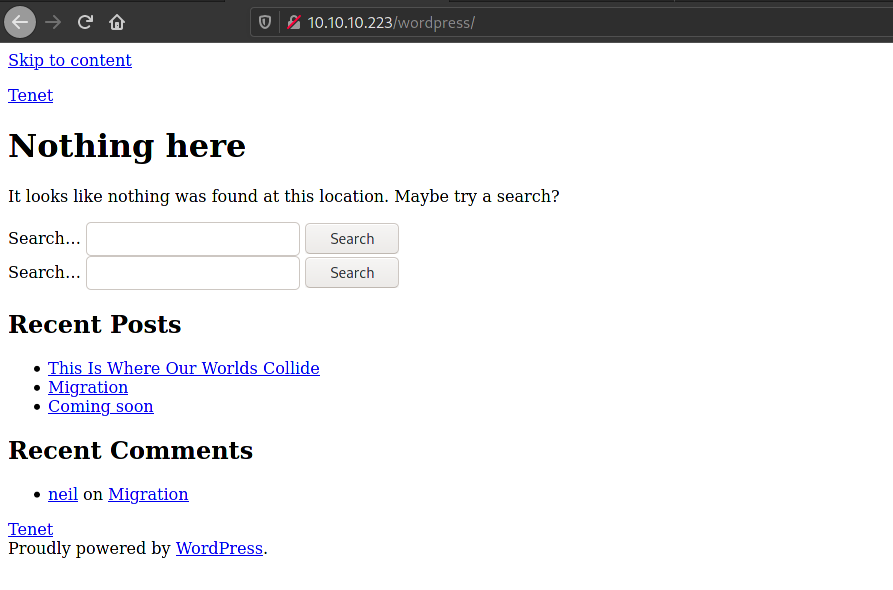 10.10.10.223/wordpress/
Skip to content
Tenet
Nothing here
It looks like nothing was found at this location. Maybe try a search?
Search… Search
Search… Search
Recent Posts
This Is Where Our Worlds Collide
Migration
Coming soon
Recent Comments
neil on Migration
Tenet
Proudly powered by WordPress.